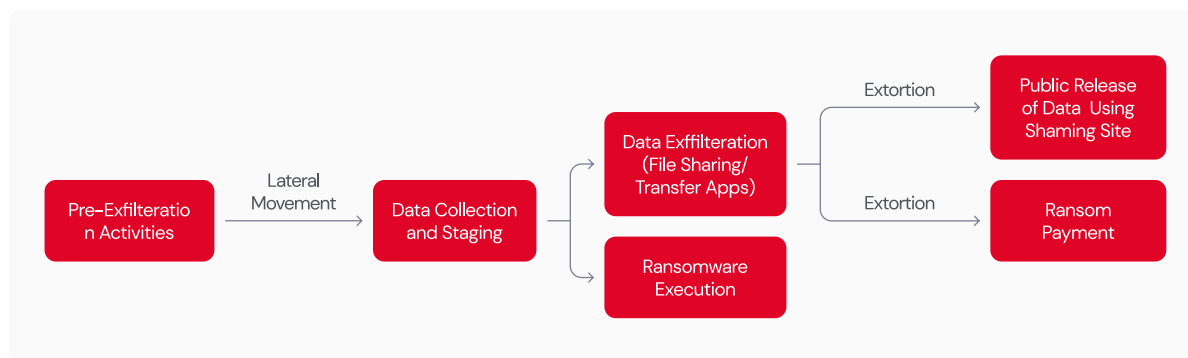 Pre–Exfilteratio
n Activities
Lateral
Movement
Data Collection
and Staging
Data Exffilteration
(File Sharing/
Transfer Apps)
Ransomware
Execution
Extortion
Public Release
of Data  Using
Shaming Site
Extortion
Ransom
Payment